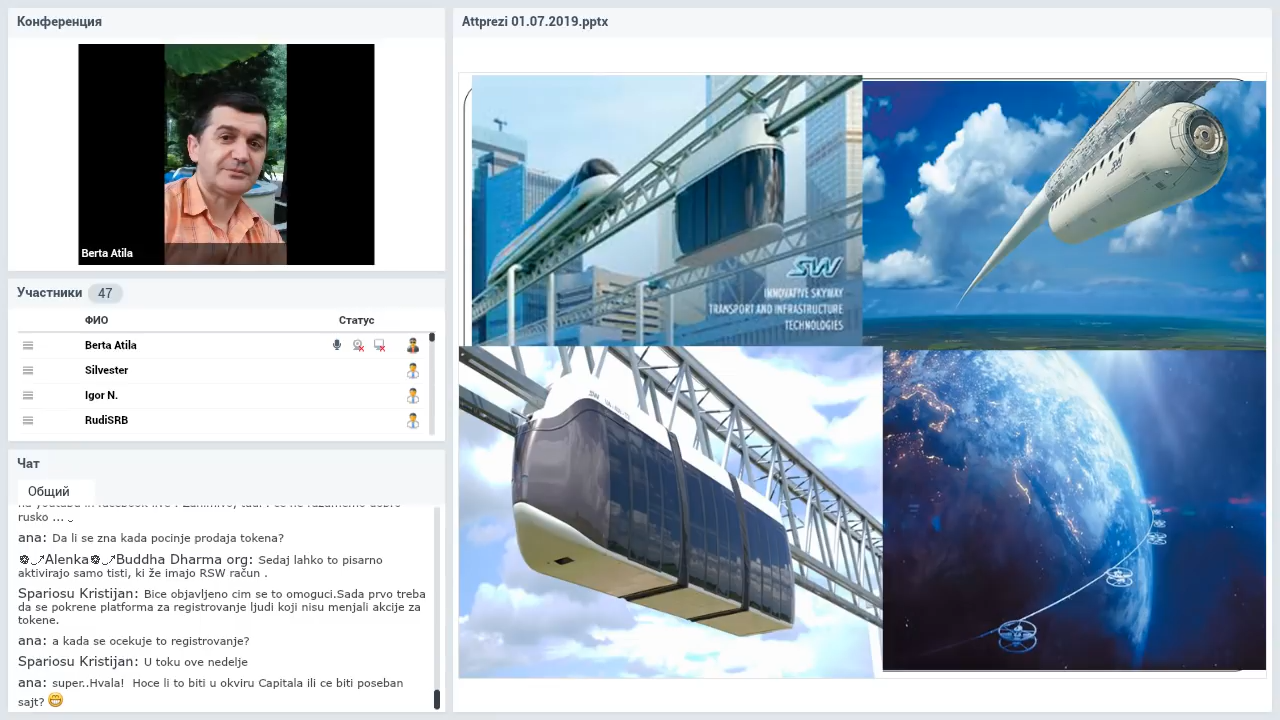 Конференция
Berta Atila
Участники 47
ФИО Статус
Berta Atila
Silvester
Igor N.
RudiSRB
Чат
Общий
rusko ...
ana: Da li se zna kada pocinje prodaja tokena?
Alenka Buddha Dharma org: Sedaj lahko to pisarno
aktivirajo samo tisti, ki že imajo RSW račun .
Spariosu Kristijan: Bice objavljeno cim se to omoguci.Sada prvo treba
da se pokrene platforma za registrovanje ljudi koji nisu menjali akcije za
tokene.
ana: a kada se ocekuje to registrovanje?
Spariosu Kristijan: U toku ove nedelje
ana: super..Hvala! Hoce li to biti u okviru Capitala ili ce biti poseban
sajt? 😁
Attprezi 01.07.2019.pptx
SW
INNOVATIVE SKYWAY
TRANSPORT AND INFRASTRUCTURE
TECHNOLOGIES
SW
SW